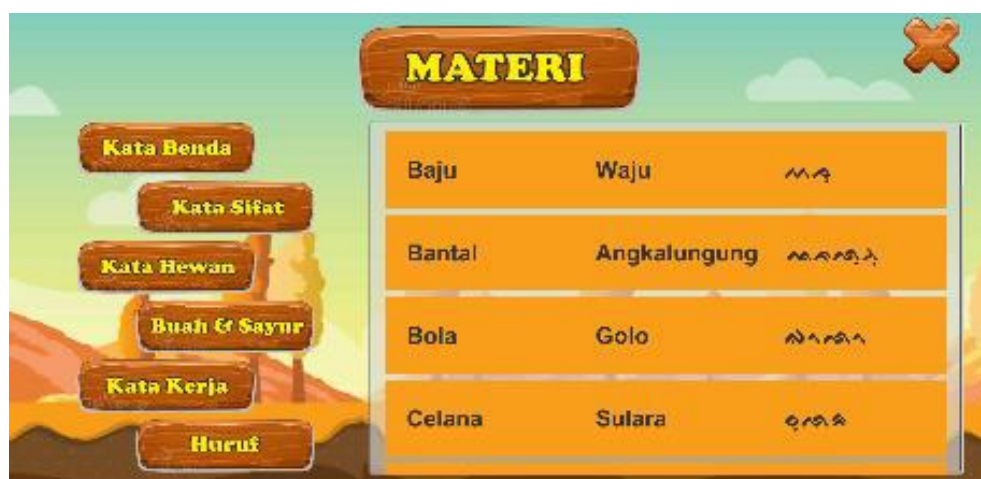 MATERI
Kata Benda
Kata Sifat
Kata Hewan
Buah & Sayur
Kata Kerja
Huruf
Baju Waju
Bantal Angkalungung
Bola Golo
Celana Sulara